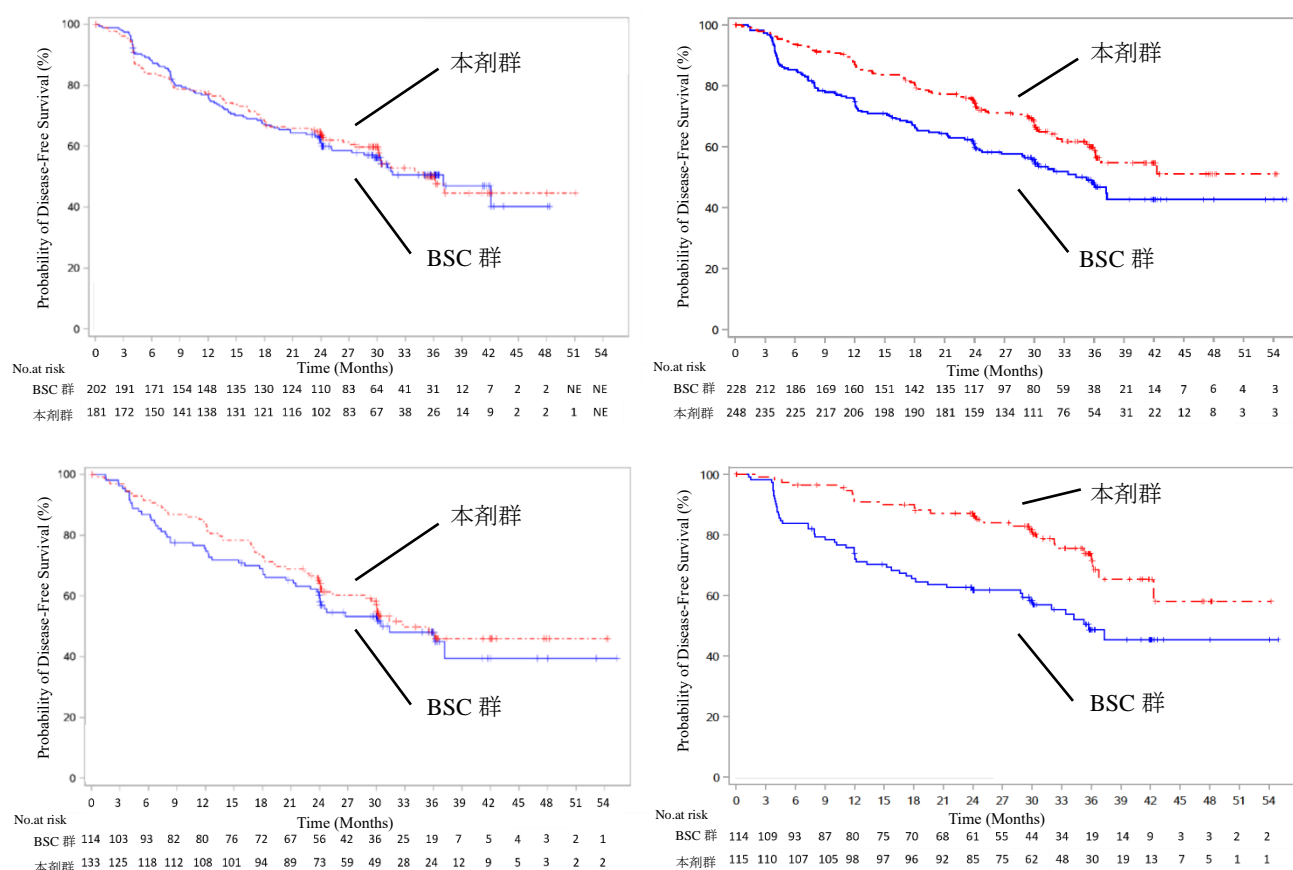 Probability of Disease-Free Survival (%)
100
80
60
40
20
0
本剤群
BSC 群
0 3 6 9 12 15 18 21 24 27 30 33 36 39 42 45 48 51 54
Time (Months)
No.at risk
BSC 群 202 191 171 154 148 135 130 124 110 83 64 41 31 12 7 2 2 NE NE
本剤群 181 172 150 141 138 131 121 116 102 83 67 38 26 14 9 2 2 1 NE
Probability of Disease-Free Survival (%)
100
80
60
40
20
0
本剤群
BSC 群
0 3 6 9 12 15 18 21 24 27 30 33 36 39 42 45 48 51 54
Time (Months)
No.at risk
BSC 群 228 212 186 169 160 151 142 135 117 97 80 59 38 21 14 7 6 4 3
本剤群 248 235 225 217 206 198 190 181 159 134 111 76 54 31 22 12 8 3 3
Probability of Disease-Free Survival (%)
100
80
60
40
20
0
本剤群
BSC 群
0 3 6 9 12 15 18 21 24 27 30 33 36 39 42 45 48 51 54
Time (Months)
No.at risk
BSC 群 114 103 93 82 80 76 72 67 56 42 36 25 19 7 5 4 3 2 1
本剤群 133 125 118 112 108 101 94 89 73 59 49 28 24 12 9 5 3 2 2
Probability of Disease-Free Survival (%)
100
80
60
40
20
0
本剤群
BSC 群
0 3 6 9 12 15 18 21 24 27 30 33 36 39 42 45 48 51 54
Time (Months)
No.at risk
BSC 群 114 109 93 87 80 75 70 68 61 55 44 34 19 14 9 3 3 2 2
本剤群 115 110 107 105 98 97 96 92 85 75 62 48 30 19 13 7 5 1 1